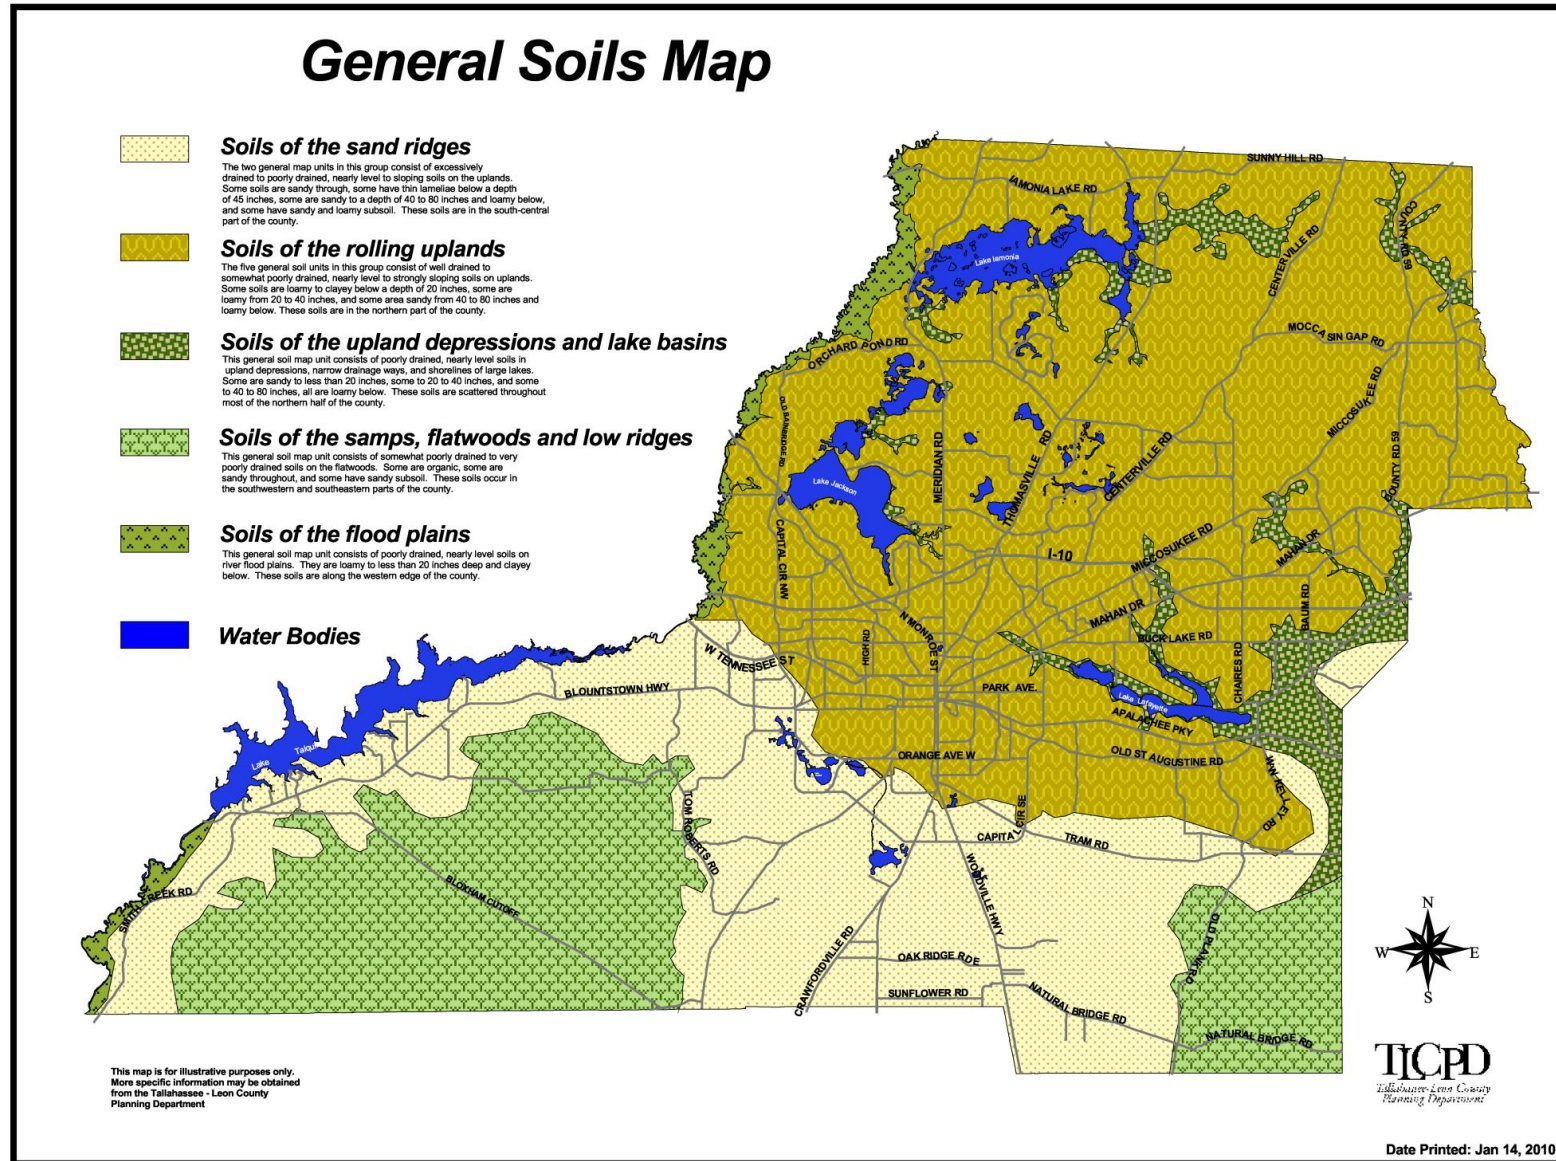 General Soils Map
Soils of the sand ridges
The two general map units in this group consist of excessively
drained to poorly drained, nearly level to sloping soils on the uplands.
Some soils are sandy through, some have thin lameliae below a depth
of 45 inches, some are sandy to a depth of 40 to 80 inches and loamy below,
and some have sandy and loamy subsoil. These soils are in the south-central
part of the county.
Soils of the rolling uplands
The five general soil units in this group consist of well drained to
somewhat poorly drained, nearly level to strongly sloping soils on uplands.
Some soils are loamy to clayey below a depth of 20 inches, some are
loamy from 20 to 40 inches, and some area sandy from 40 to 80 inches and
loamy below. These soils are in the northern part of the county.
Soils of the upland depressions and lake basins
This general soil map unit consists of poorly drained, nearly level soils in
upland depressions, narrow drainage ways, and shorelines of large lakes.
Some are sandy to less than 20 inches, some to 20 to 40 inches, and some
to 40 to 80 inches, all are loamy below. These soils are scattered throughout
most of the northern half of the county.
Soils of the samps, flatwoods and low ridges
This general soil map unit consists of somewhat poorly drained to very
poorly drained soils on the flatwoods. Some are organic, some are
sandy throughout, and some have sandy subsoil. These soils occur in
the southwestern and southeastern parts of the county.
Soils of the flood plains
This general soil map unit consists of poorly drained, nearly level soils on
river flood plains. They are loamy to less than 20 inches deep and clayey
below. These soils are along the western edge of the county.
Water Bodies
SUNNY HILL RD
IAMONIA LAKE RD
COUNTY RD 59
CENTERVILLE RD
Lake Iamonia
MOCCASIN GAP RD
ORCHARD POND RD
MICCOSUKEE RD
OLD BAINBRIDGE RD
MERIDIAN RD
THOMASVILLE RD
CENTERVILLE RD
COUNTY RD 59
Lake Jackson
CAPITAL CIR NW
I-10
MICCOSUKEE RD
MAHAN DR
MAHAN DR
BAUM RD
N MONROE ST
HIGH RD
BUCK LAKE RD
W TENNESSEE ST
CHAIRES RD
BLOUNTSTOWN HWY
PARK AVE.
Lake Lafayette
APALACHEE PKY
Lake Talqu
ORANGE AVE W
OLD ST AUGUSTINE RD
WW KELLEY RD
TOM ROBERTS RD
CAPITAL CIR SE
TRAM RD
SMITH CREEK RD
BLOXHAM CUTOFF
WOODVILLE HWY
OLD PLANK RD
CRAWFORDVILLE RD
OAK RIDGE RD E
SUNFLOWER RD
NATURAL BRIDGE RD
NATURAL BRIDGE RD
N
W
E
S
TLCPD
Tallahassee-Leon County
Planning Department
This map is for illustrative purposes only.
More specific information may be obtained
from the Tallahassee - Leon County
Planning Department
Date Printed: Jan 14, 2010